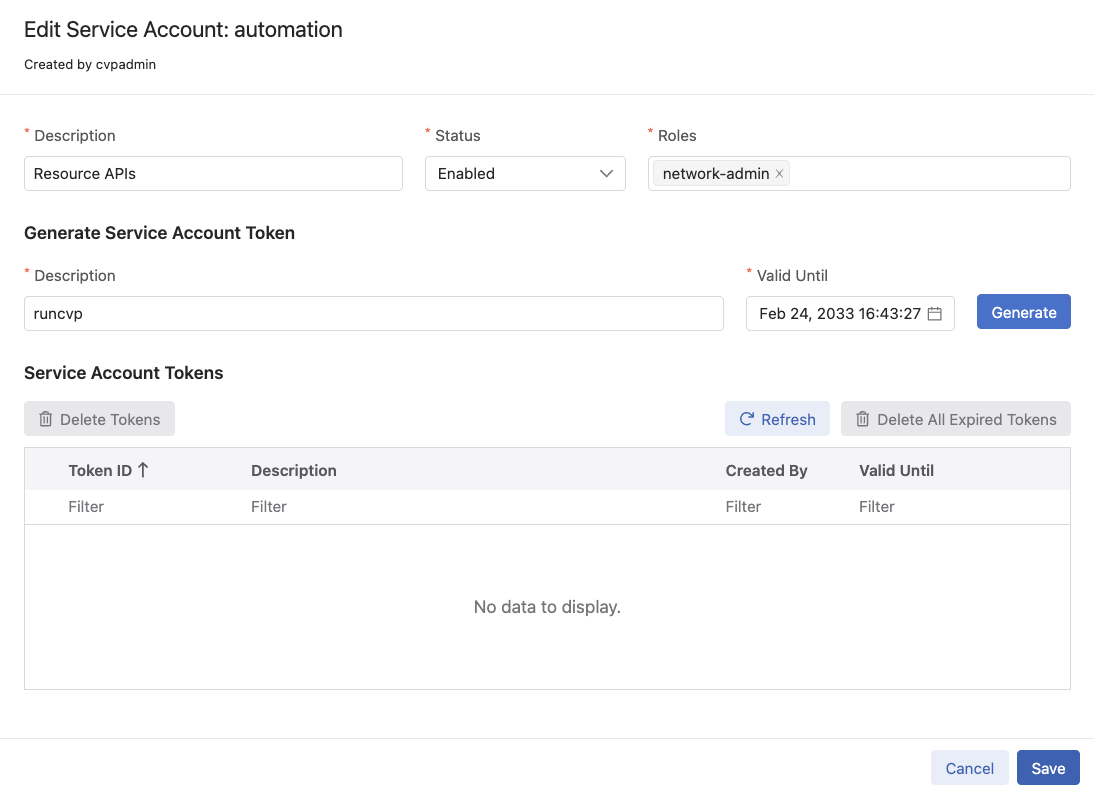 Edit Service Account: automation
Created by cvpadmin
* Description * Status * Roles
Resource APIs Enabled network-admin ×
Generate Service Account Token
* Description * Valid Until
runcvp Feb 24, 2033 16:43:27 Generate
Service Account Tokens
Delete Tokens Refresh Delete All Expired Tokens
Token ID ↑ Description Created By Valid Until
Filter Filter Filter Filter
No data to display.
Cancel Save